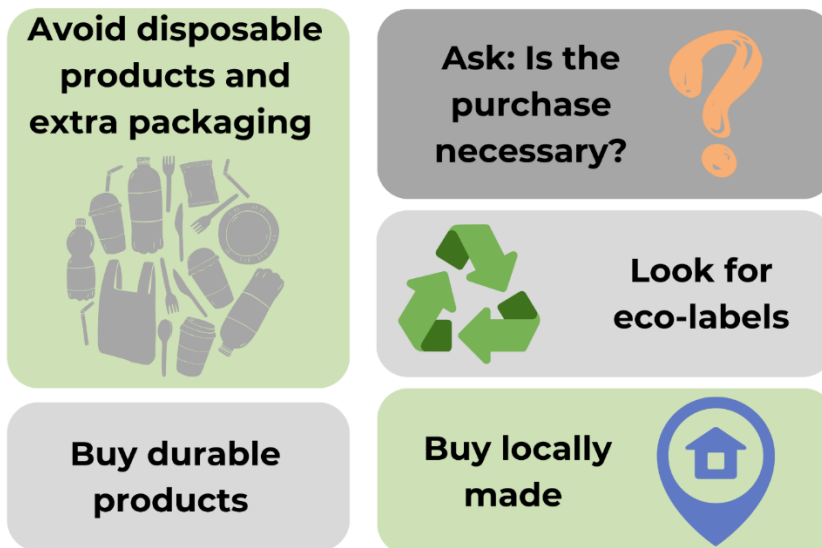 Avoid disposable
products and
extra packaging
Ask: Is the
purchase
necessary?
Look for
eco-labels
Buy durable
products
Buy locally
made